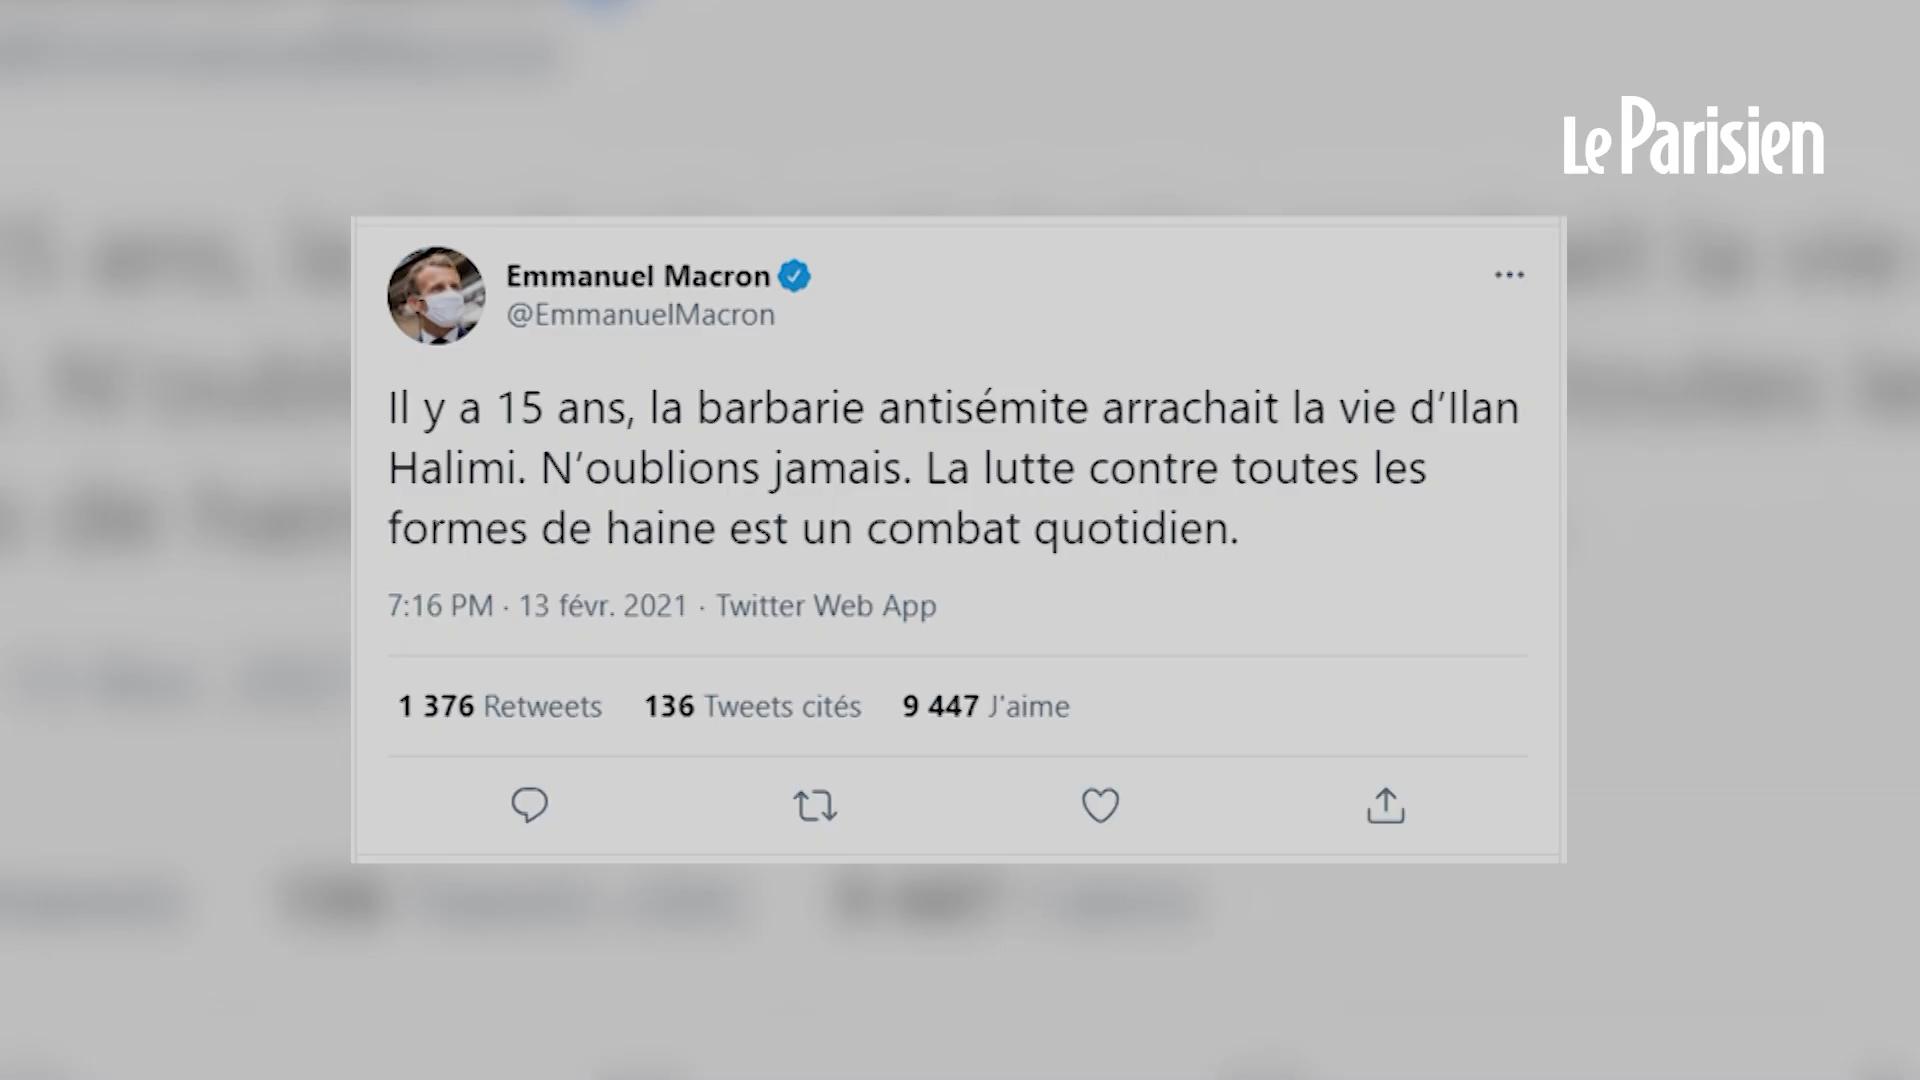 Le Parisien
Emmanuel Macron
@EmmanuelMacron
Il y a 15 ans, la barbarie antisémite arrachait la vie d’Ilan
Halimi. N’oublions jamais. La lutte contre toutes les
formes de haine est un combat quotidien.
7:16 PM · 13 févr. 2021 · Twitter Web App
1 376 Retweets 136 Tweets cités 9 447 J'aime